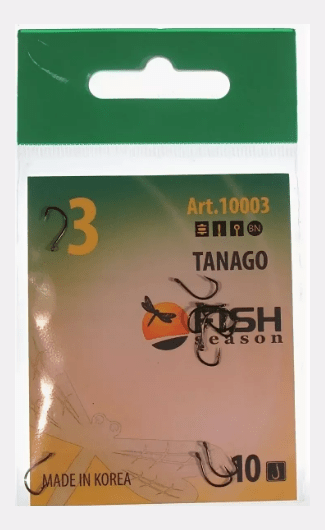 3
Art.10003
BN
TANAGO
FISH
season
MADE IN KOREA
10 J